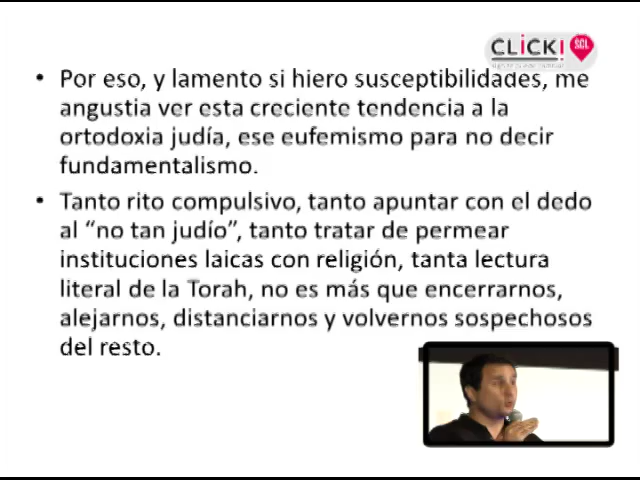 CLiCK! SCL
• Por eso, y lamento si hiero susceptibilidades, me
angustia ver esta creciente tendencia a la
ortodoxia judía, ese eufemismo para no decir
fundamentalismo.
• Tanto rito compulsivo, tanto apuntar con el dedo
al “no tan judío”, tanto tratar de permear
instituciones laicas con religión, tanta lectura
literal de la Torah, no es más que encerrarnos,
alejarnos, distanciarnos y volvernos sospechosos
del resto.